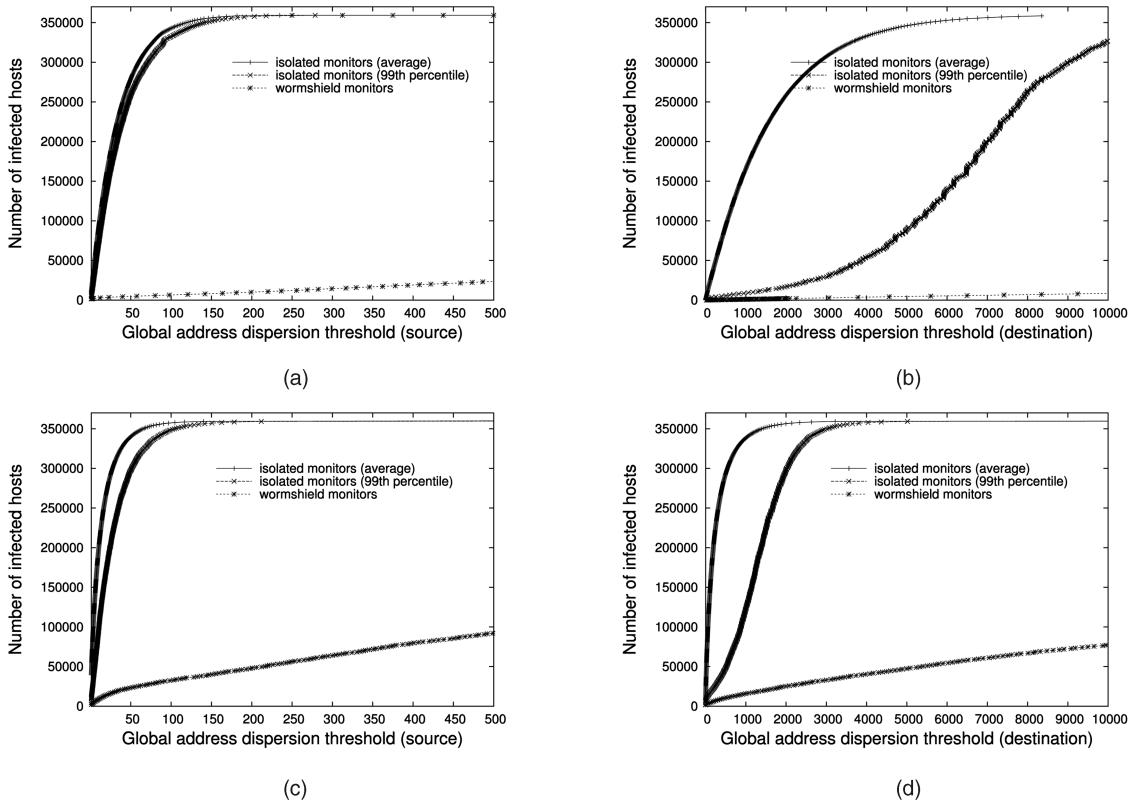 Number of infected hosts
350000
300000
250000
200000
150000
100000
50000
0
isolated monitors (average)
isolated monitors (99th percentile)
wormshield monitors
50 100 150 200 250 300 350 400 450 500
Global address dispersion threshold (source)
(a)
Number of infected hosts
350000
300000
250000
200000
150000
100000
50000
0
isolated monitors (average)
isolated monitors (99th percentile)
wormshield monitors
0 1000 2000 3000 4000 5000 6000 7000 8000 9000 10000
Global address dispersion threshold (destination)
(b)
Number of infected hosts
350000
300000
250000
200000
150000
100000
50000
0
isolated monitors (average)
isolated monitors (99th percentile)
wormshield monitors
50 100 150 200 250 300 350 400 450 500
Global address dispersion threshold (source)
(c)
Number of infected hosts
350000
300000
250000
200000
150000
100000
50000
0
isolated monitors (average)
isolated monitors (99th percentile)
wormshield monitors
0 1000 2000 3000 4000 5000 6000 7000 8000 9000 10000
Global address dispersion threshold (destination)
(d)